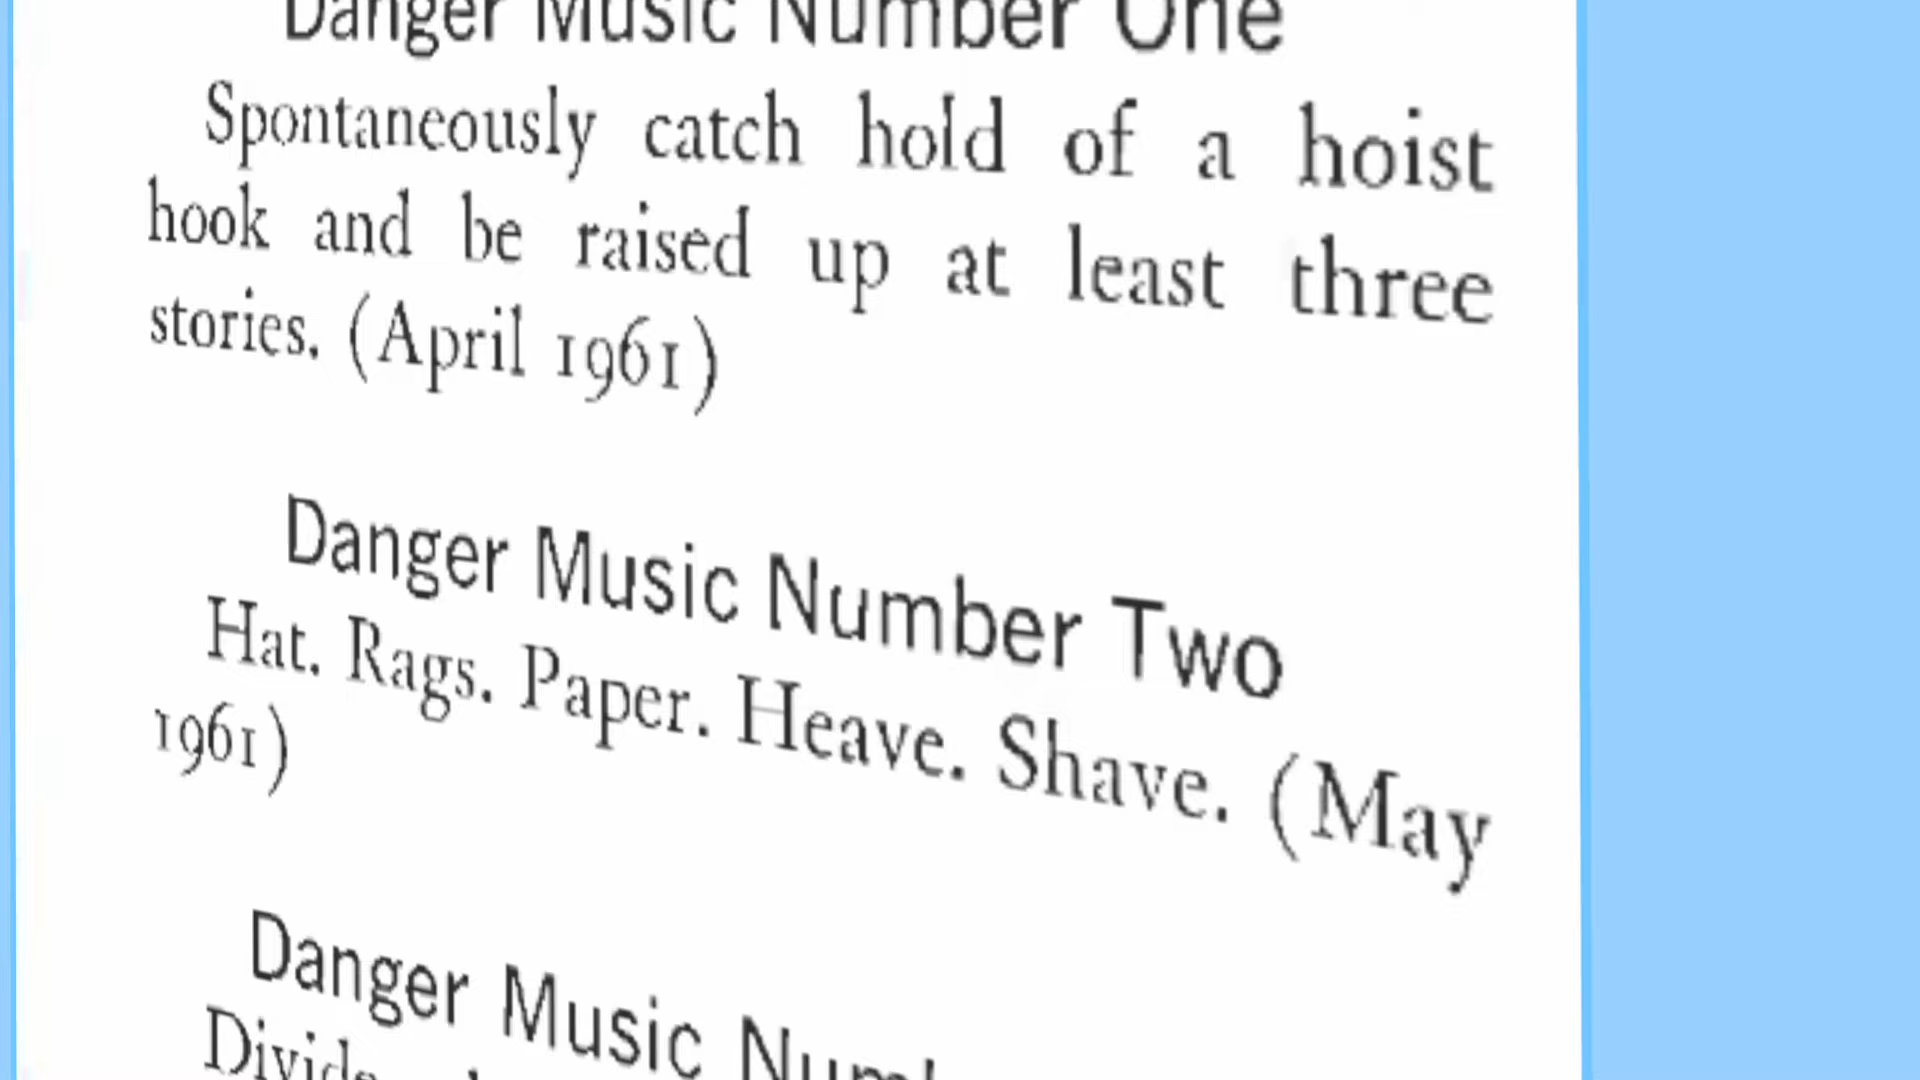 Danger Music Number One
Spontaneously catch hold of a hoist
hook and be raised up at least three
stories. (April 1961)
Danger Music Number Two
Hat. Rags. Paper. Heave. Shave. (May
1961)
Danger Music